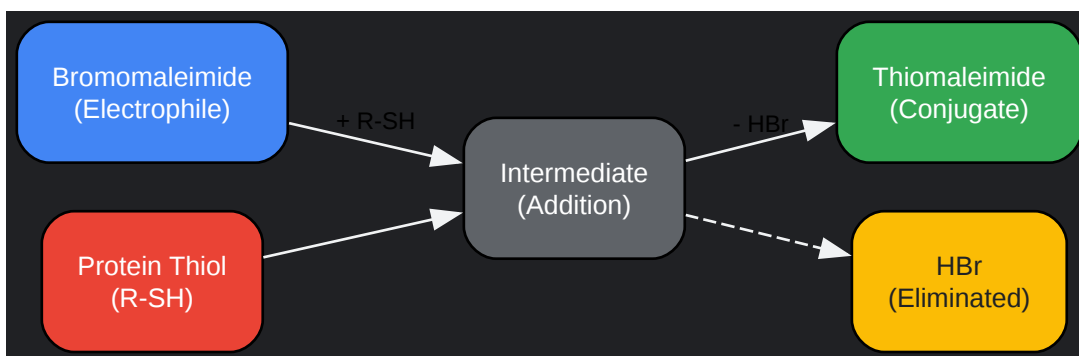 Bromomaleimide
(Electrophile)
Protein Thiol
(R-SH)
+ R-SH
Intermediate
(Addition)
- HBr
Thiomaleimide
(Conjugate)
HBr
(Eliminated)